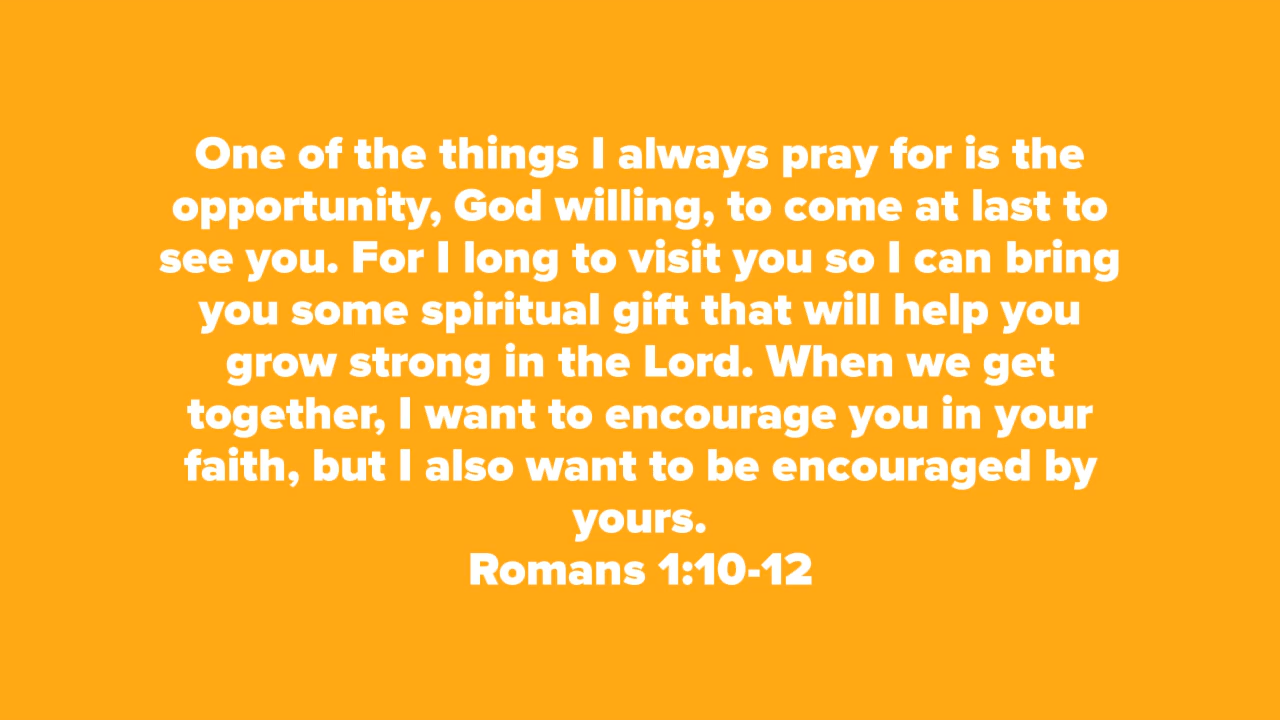 One of the things I always pray for is the
opportunity, God willing, to come at last to
see you. For I long to visit you so I can bring
you some spiritual gift that will help you
grow strong in the Lord. When we get
together, I want to encourage you in your
faith, but I also want to be encouraged by
yours.
Romans 1:10-12